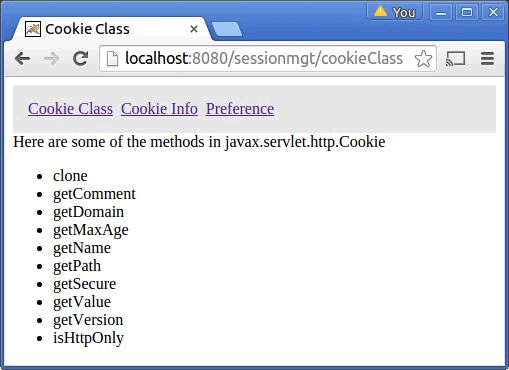 You
Cookie Class
localhost:8080/sessionmgt/cookieClass
Cookie Class Cookie Info Preference
Here are some of the methods in javax.servlet.http.Cookie
• clone
• getComment
• getDomain
• getMaxAge
• getName
• getPath
• getSecure
• getValue
• getVersion
• isHttpOnly